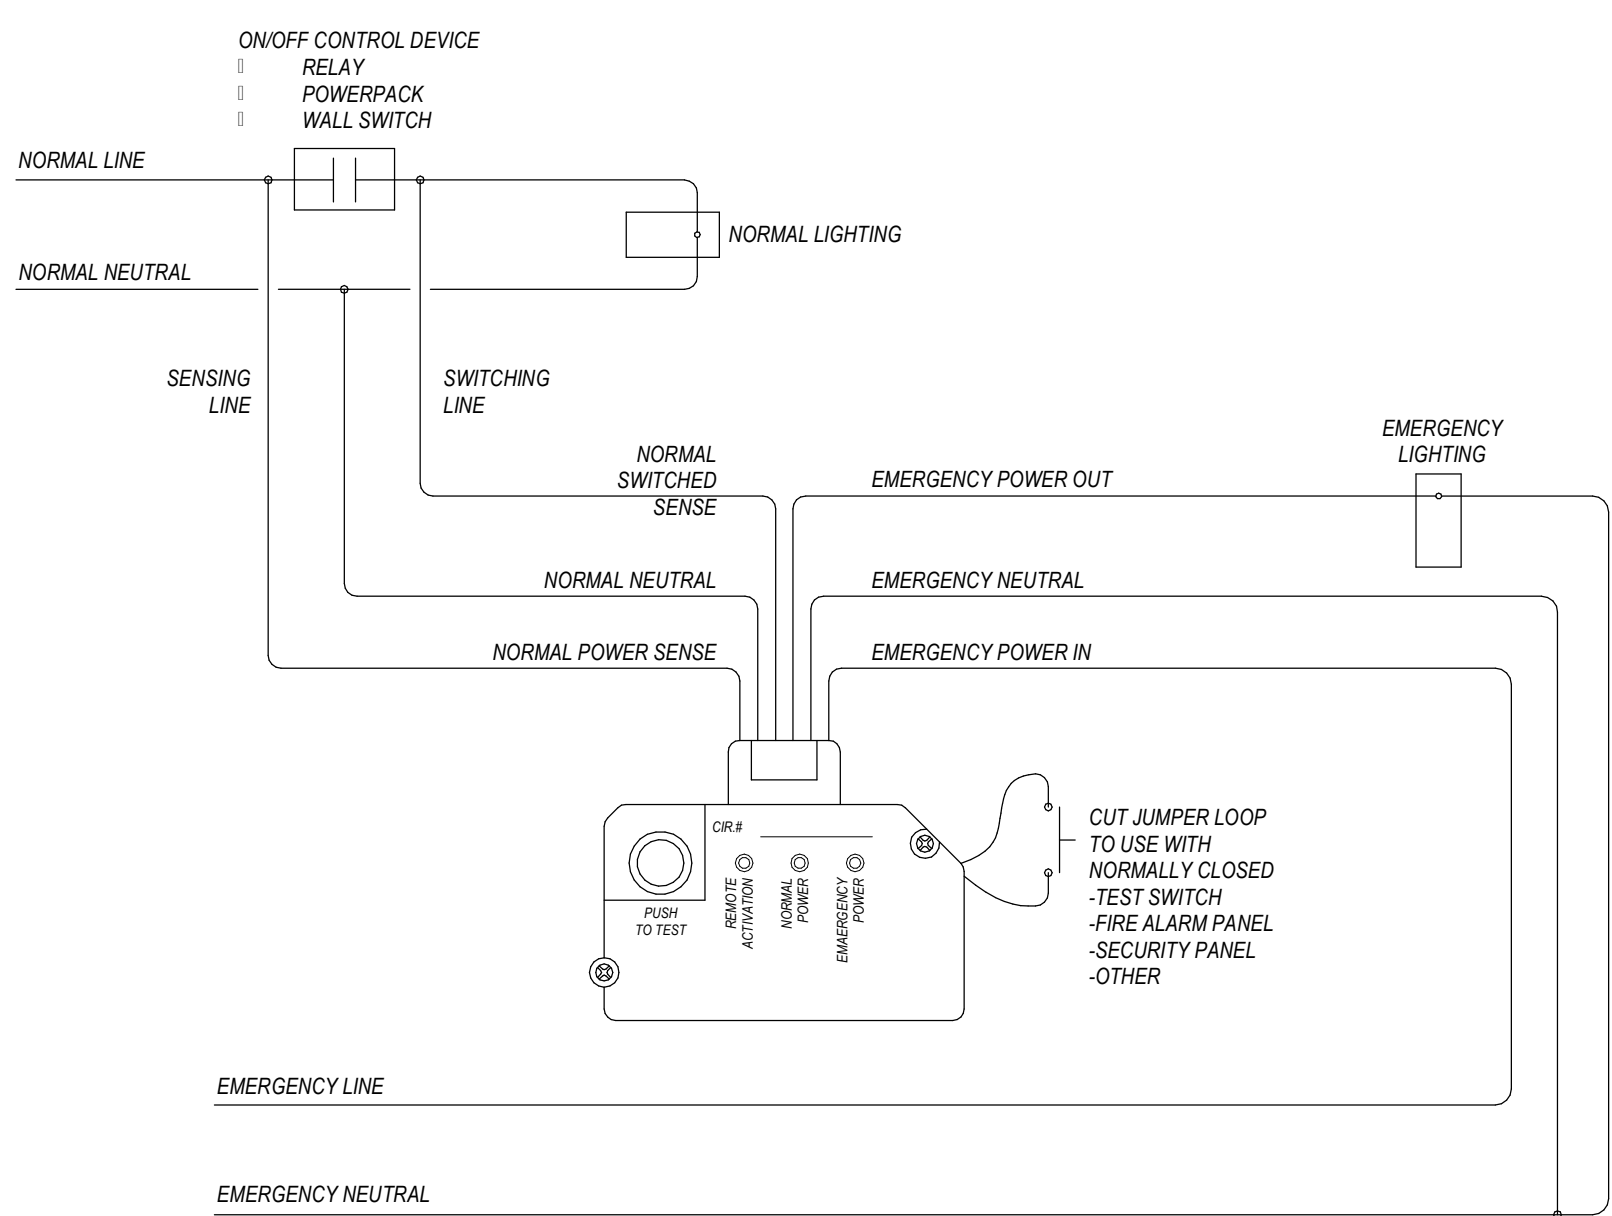 ON/OFF CONTROL DEVICE
RELAY
POWERPACK
WALL SWITCH
NORMAL LINE
NORMAL LIGHTING
NORMAL NEUTRAL
SENSING
LINE
SWITCHING
LINE
EMERGENCY
LIGHTING
NORMAL
SWITCHED
SENSE
EMERGENCY POWER OUT
NORMAL NEUTRAL
EMERGENCY NEUTRAL
NORMAL POWER SENSE
EMERGENCY POWER IN
CIR.#
PUSH
TO TEST
REMOTE
ACTIVATION
NORMAL
POWER
EMAERGENCY
POWER
CUT JUMPER LOOP
TO USE WITH
NORMALLY CLOSED
-TEST SWITCH
-FIRE ALARM PANEL
-SECURITY PANEL
-OTHER
EMERGENCY LINE
EMERGENCY NEUTRAL